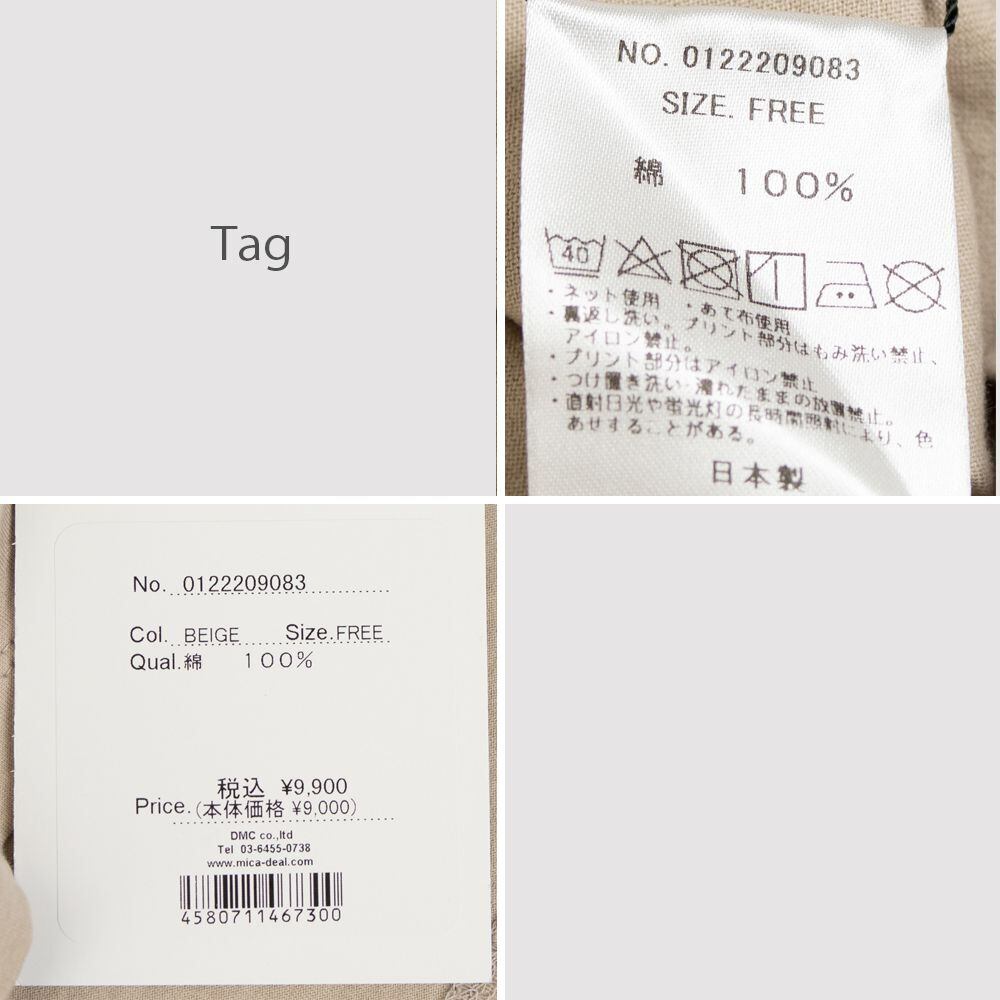 Tag
NO. 0122209083
SIZE. FREE
綿 100%
40
・ネット使用 ・あて布使用
・裏返し洗い。プリント部分はもみ洗い禁止、
アイロン禁止。
・プリント部分はアイロン禁止
・つけ置き洗い・濡れたままの放置禁止。
・直射日光や蛍光灯の長時間照射により、色
あせすることがある。
日本製
No. 0122209083
Col. BEIGE Size.FREE
Qual.綿 100%
税込 ¥9,900
Price.(本体価格 ¥9,000)
DMC co.,ltd
Tel 03-6455-0738
www.mica-deal.com
4580711467300